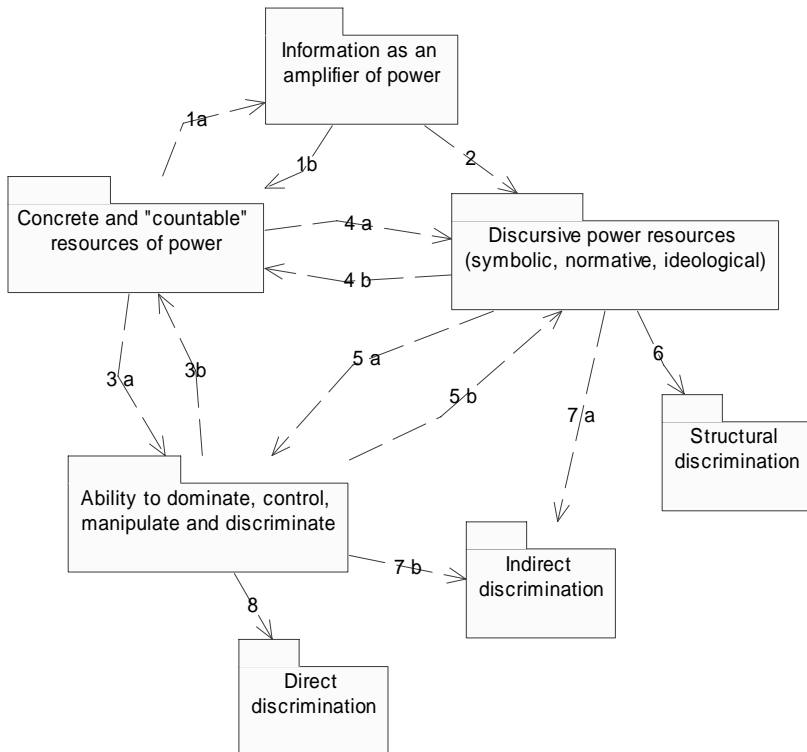 Information as an
amplifier of power
1a
1b
2
Concrete and "countable"
resources of power
4 a
Discursive power resources
(symbolic, normative, ideological)
4 b
3 a
3b
5 a
5 b
6
7 a
Structural
discrimination
Ability to dominate, control,
manipulate and discriminate
7 b
Indirect
discrimination
8
Direct
discrimination